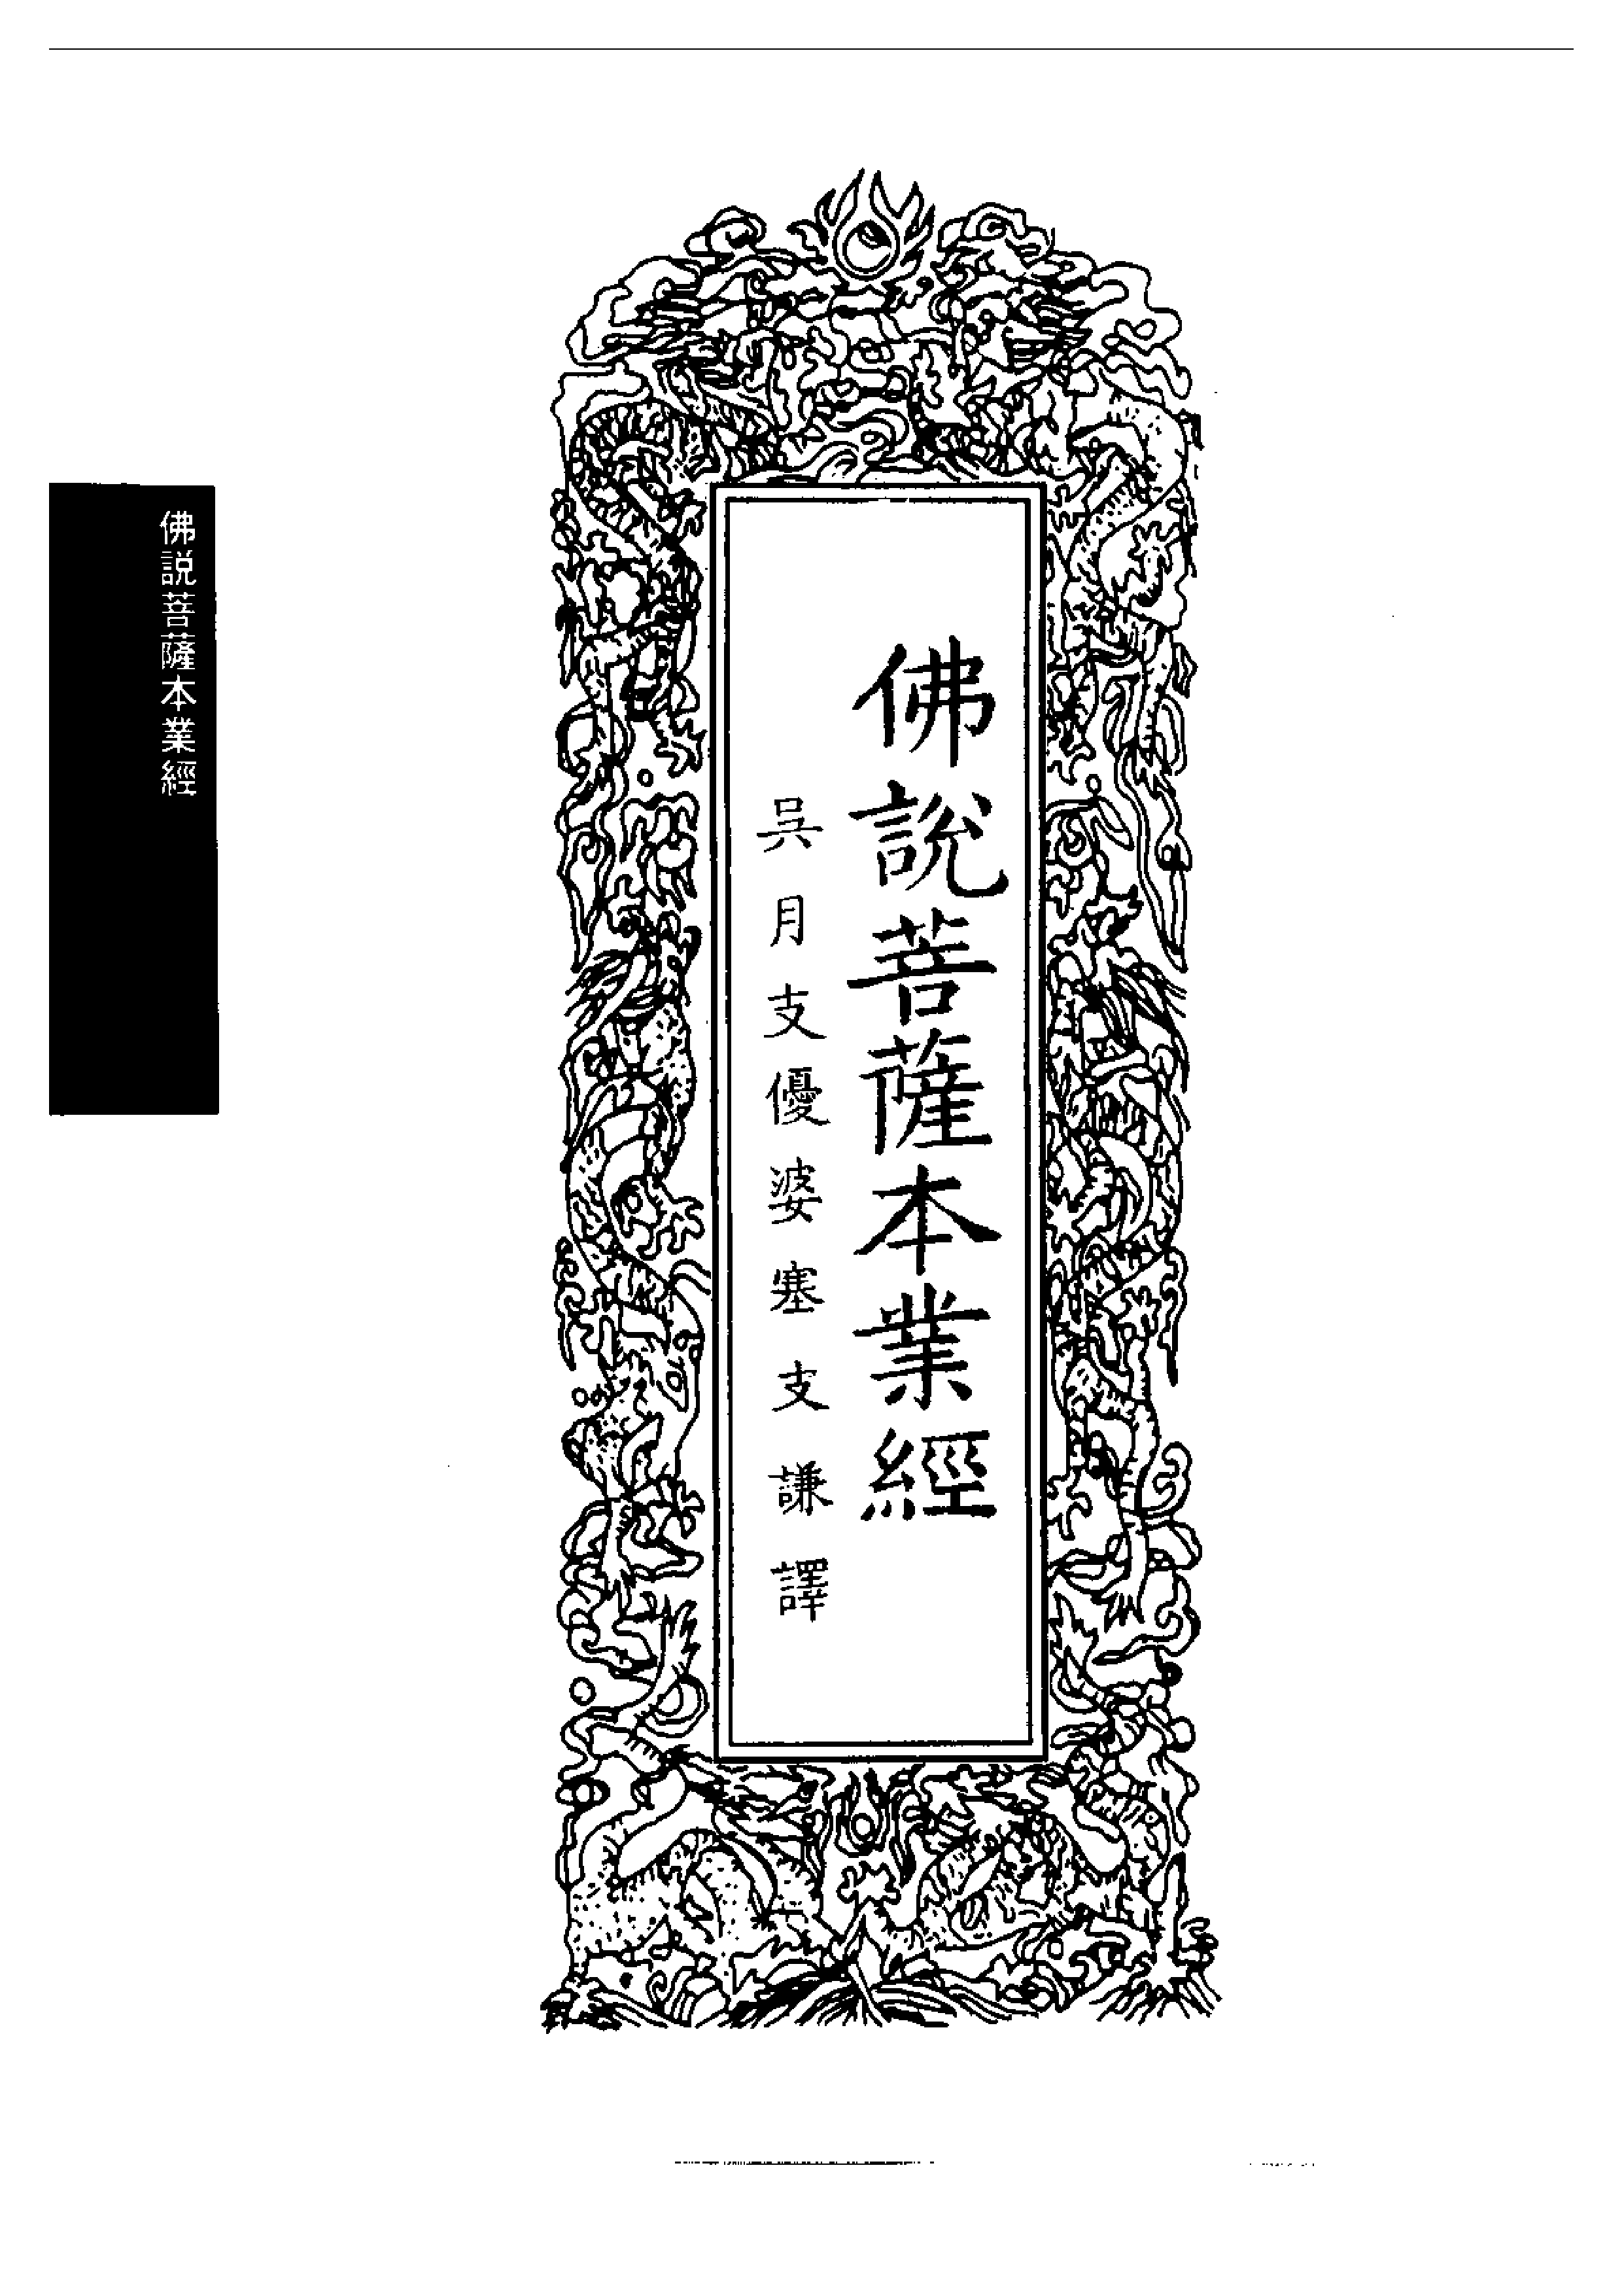 佛說菩薩本業經
吳月支優婆塞支謙譯
佛説菩薩本業經